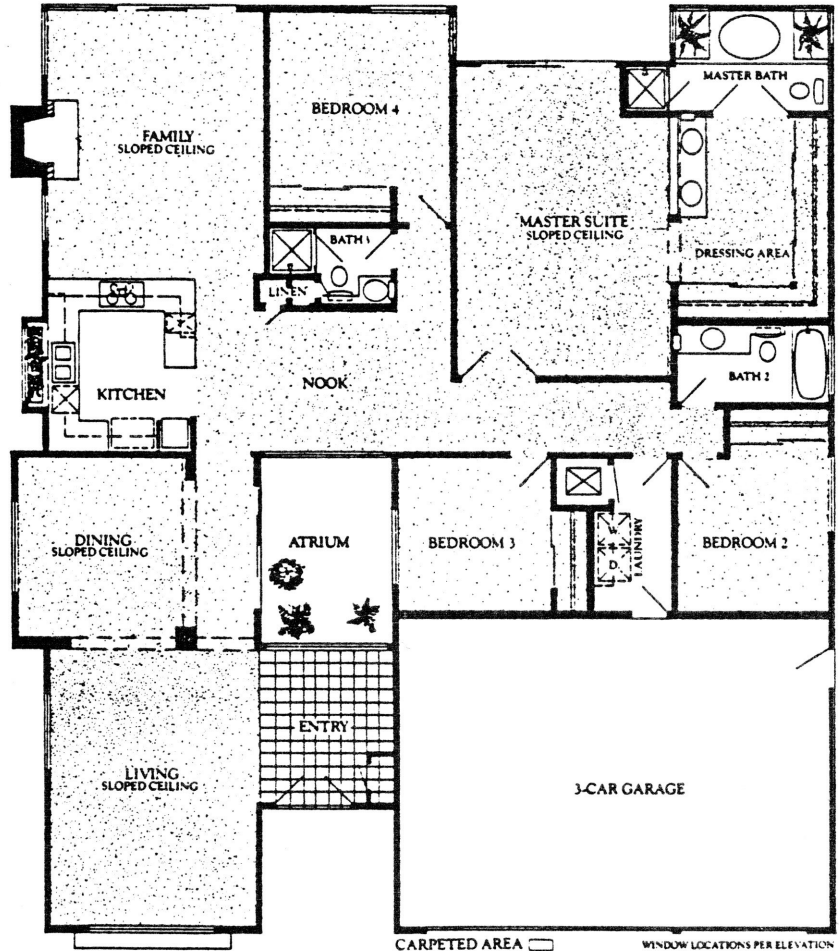 MASTER BATH
BEDROOM 4
FAMILY
SLOPED CEILING
MASTER SUITE
SLOPED CEILING
BATH
DRESSING AREA
LINEN
KITCHEN
NOOK
BATH 2
DINING
SLOPED CEILING
ATRIUM
BEDROOM 3
LAUNDRY
D
BEDROOM 2
ENTRY
LIVING
SLOPED CEILING
3-CAR GARAGE
CARPETED AREA
WINDOW LOCATIONS PER ELEVATION